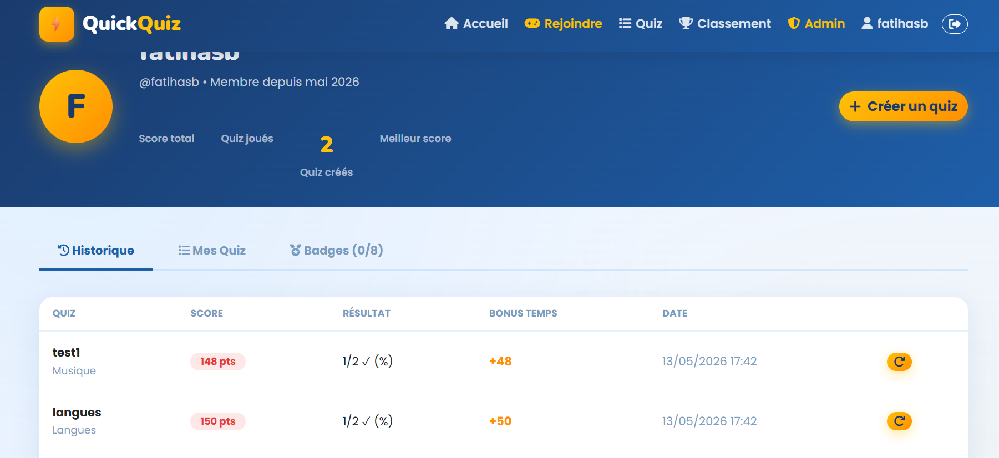 QuickQuiz
Accueil
Rejoindre
Quiz
Classement
Admin
fatihasb
fatihasb
F
@fatihasb • Membre depuis mai 2026
Créer un quiz
Score total
Quiz joués
2
Quiz créés
Meilleur score
Historique
Mes Quiz
Badges (0/8)
QUIZ SCORE RÉSULTAT BONUS TEMPS DATE
test1
Musique
148 pts
1/2 ✓ (%)
+48
13/05/2026 17:42
langues
Langues
150 pts
1/2 ✓ (%)
+50
13/05/2026 17:42